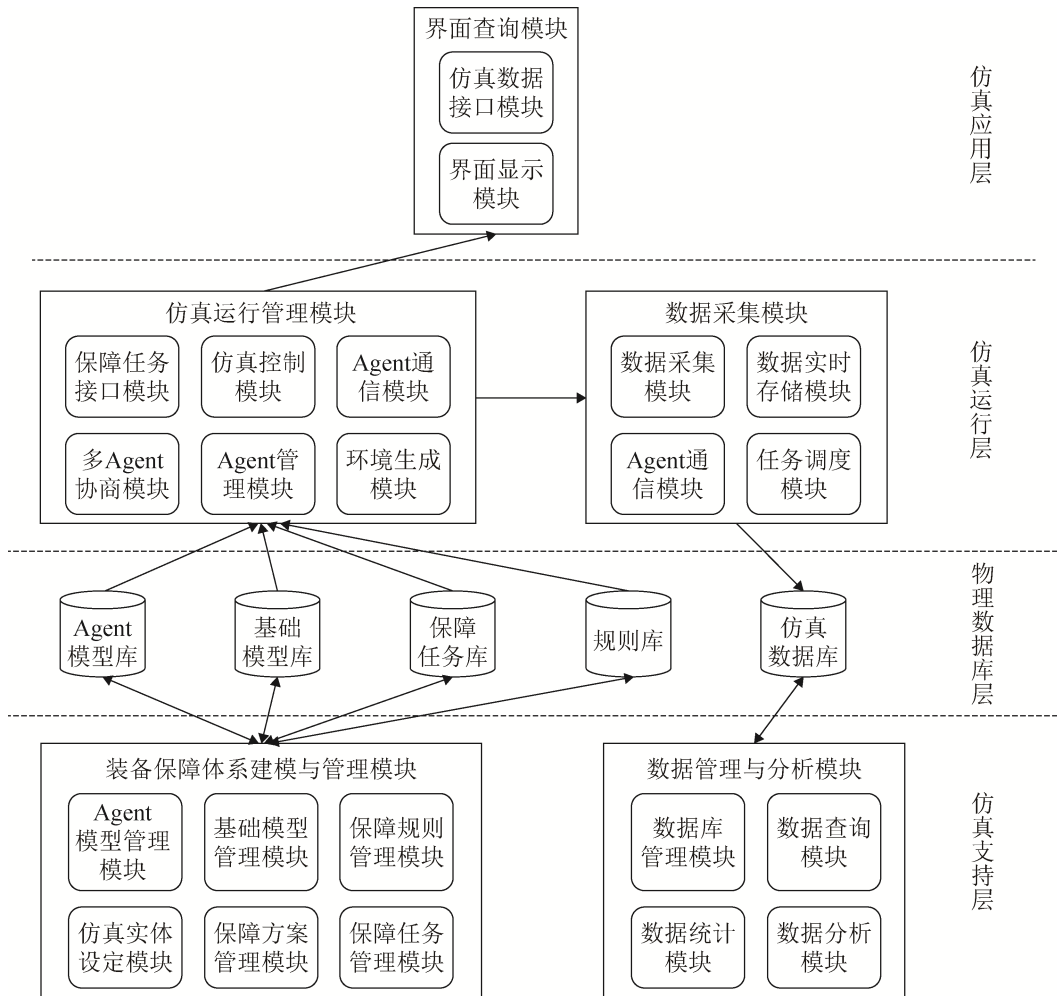 界面查询模块
仿真数据
接口模块
界面显示
模块
仿真应用层
仿真运行管理模块
保障任务
接口模块
仿真控制
模块
Agent通
信模块
多Agent
协商模块
Agent管
理模块
环境生成
模块
数据采集模块
数据采集
模块
数据实时
存储模块
Agent通
信模块
任务调度
模块
仿真运行层
Agent
模型库
基础
模型库
保障
任务库
规则库
仿真
数据库
物理数据库层
装备保障体系建模与管理模块
Agent
模型管理
模块
基础模型
管理模块
保障规则
管理模块
仿真实体
设定模块
保障方案
管理模块
保障任务
管理模块
数据管理与分析模块
数据库
管理模块
数据查询
模块
数据统计
模块
数据分析
模块
仿真支持层